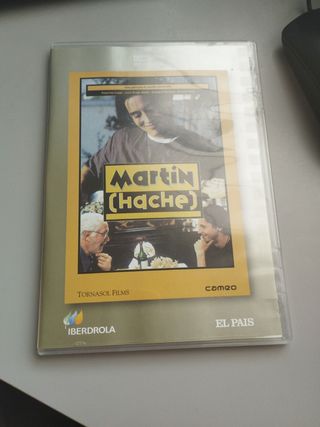 Martín
(hache)
TORNASOL FILMS
cameo
IBERDROLA
EL PAIS